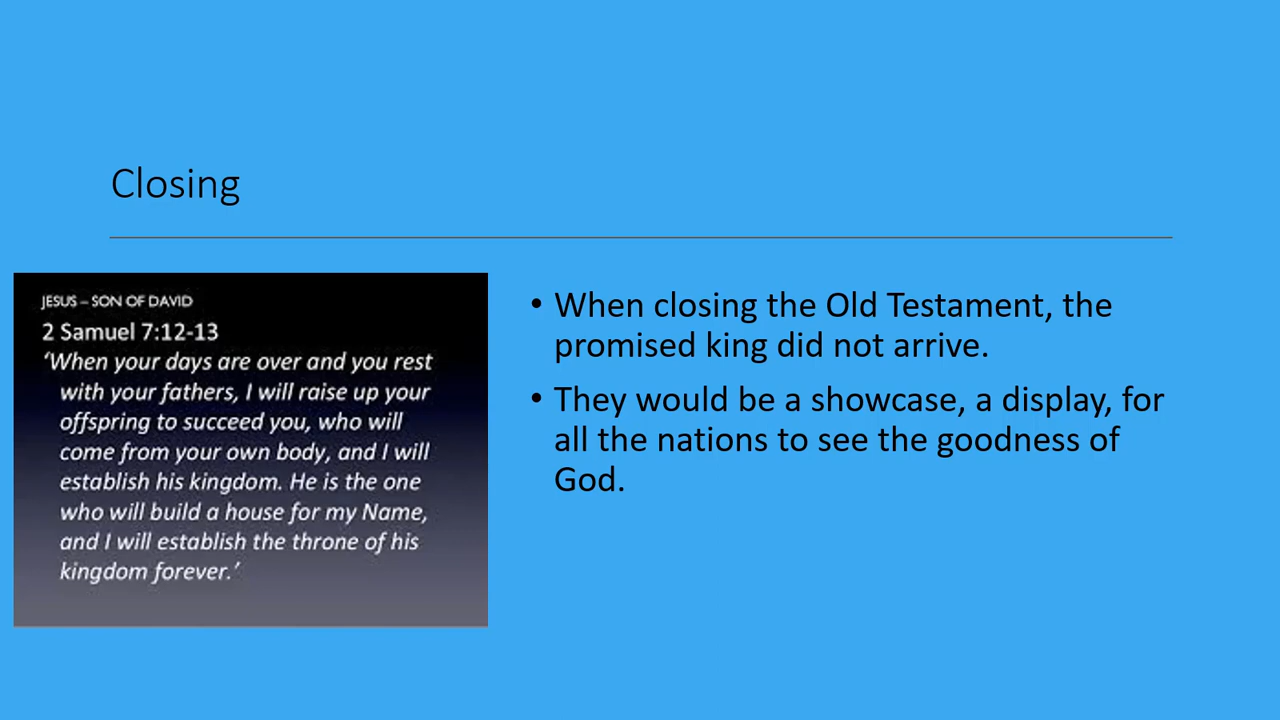 Closing
JESUS – SON OF DAVID
2 Samuel 7:12-13
‘When your days are over and you rest
with your fathers, I will raise up your
offspring to succeed you, who will
come from your own body, and I will
establish his kingdom. He is the one
who will build a house for my Name,
and I will establish the throne of his
kingdom forever.’
• When closing the Old Testament, the
promised king did not arrive.
• They would be a showcase, a display, for
all the nations to see the goodness of
God.